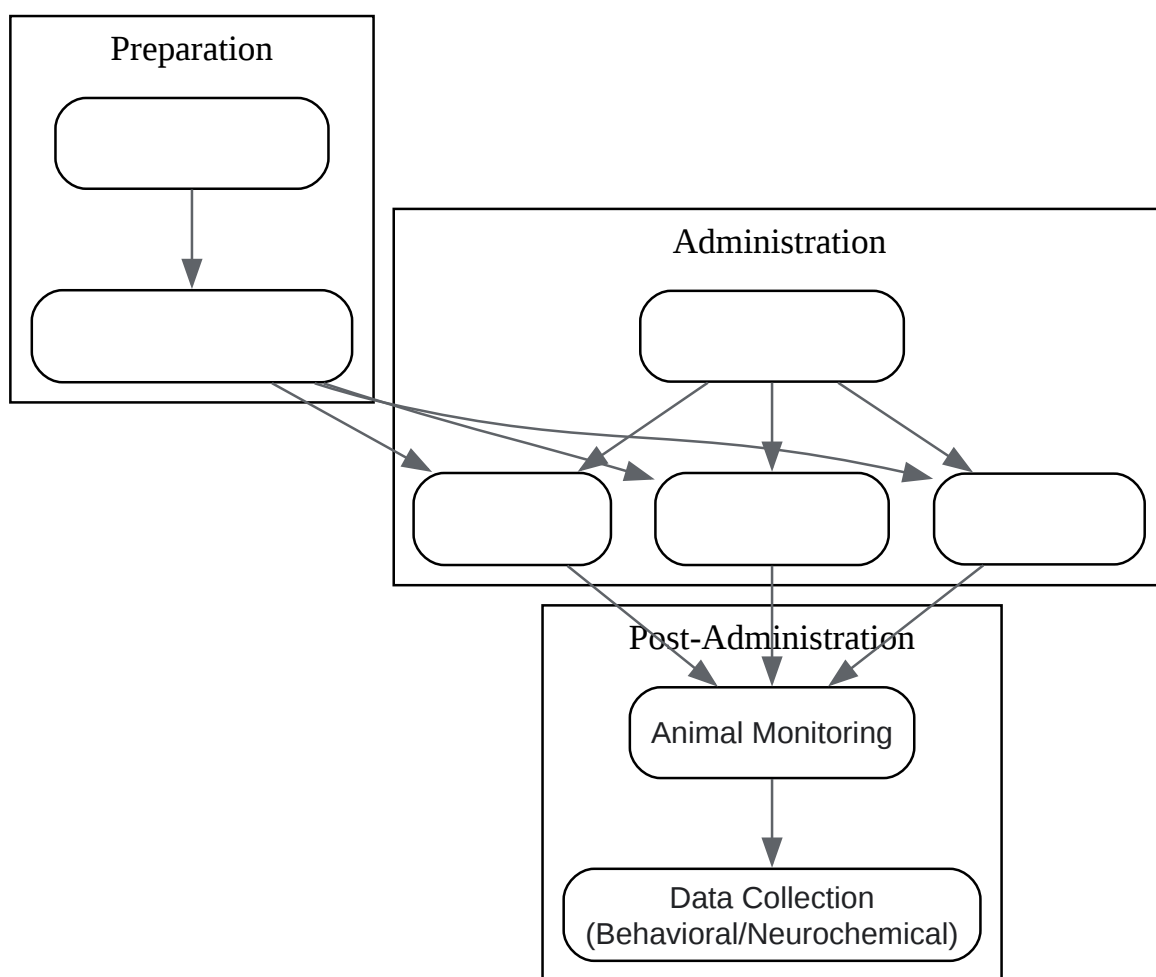 Preparation
Administration
Post-Administration
Animal Monitoring
Data Collection
(Behavioral/Neurochemical)